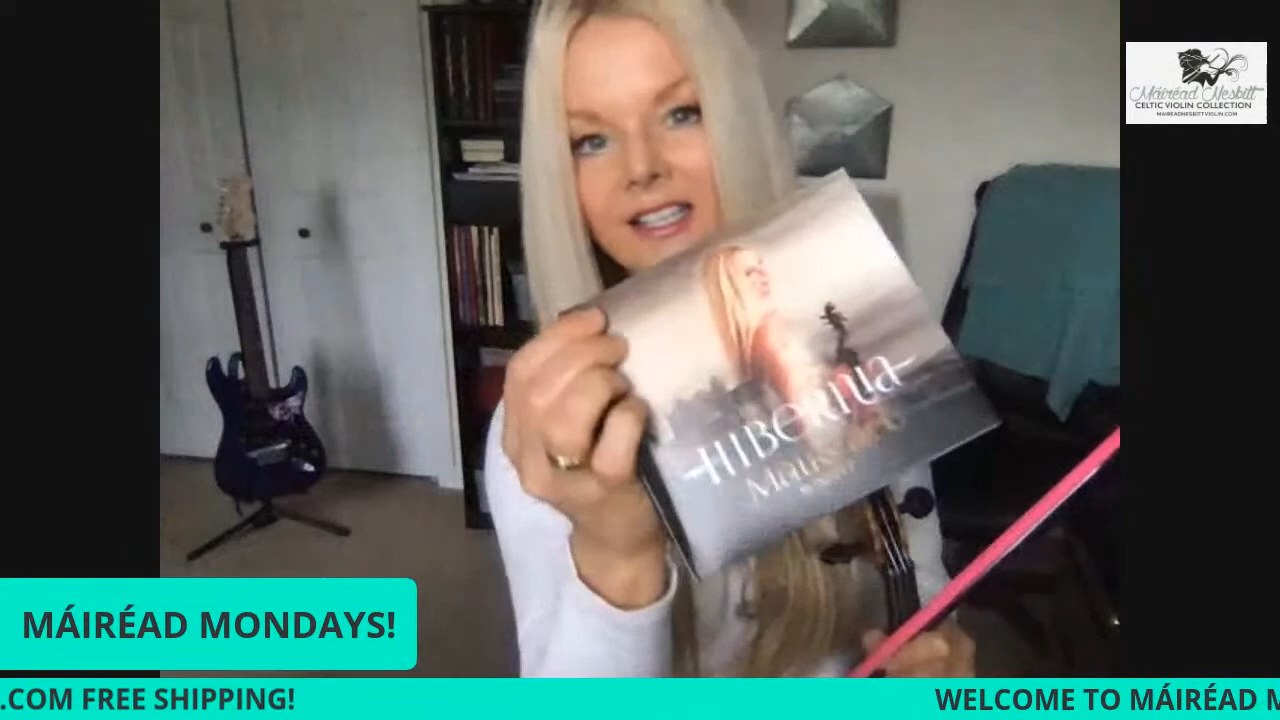 Máiréad Nesbitt
CELTIC VIOLIN COLLECTION
MAIREADNESBITTVIOLIN.COM
HIBERNIA
MÁIRÉAD MONDAYS!
.COM FREE SHIPPING!
WELCOME TO MÁIRÉAD M